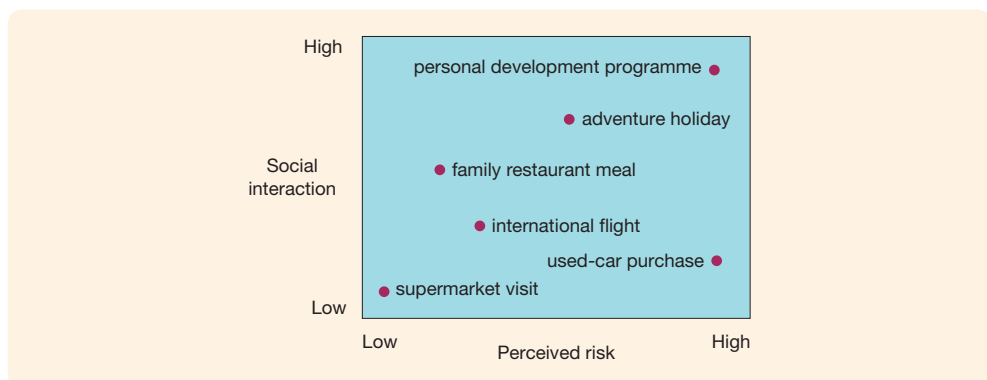 High
personal development programme
adventure holiday
Social
interaction
family restaurant meal
international flight
used-car purchase
supermarket visit
Low
Low
High
Perceived risk